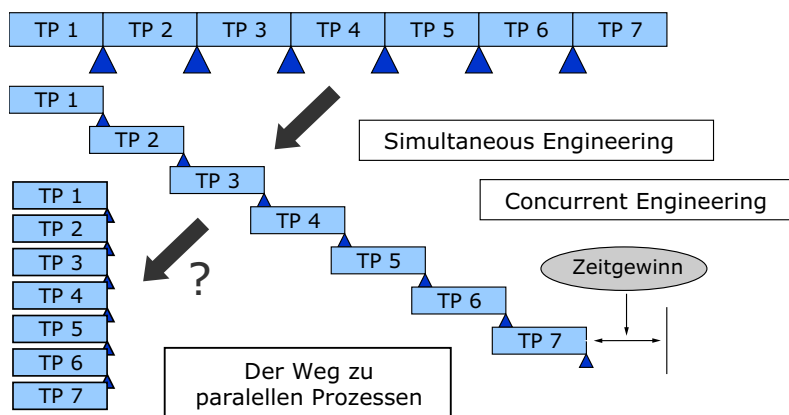 TP 1 TP 2 TP 3 TP 4 TP 5 TP 6 TP 7
TP 1
TP 2
TP 3
TP 4
TP 5
TP 6
TP 7
Simultaneous Engineering
Concurrent Engineering
Zeitgewinn
TP 1
TP 2
TP 3
TP 4
TP 5
TP 6
TP 7
?
Der Weg zu
paralellen Prozessen